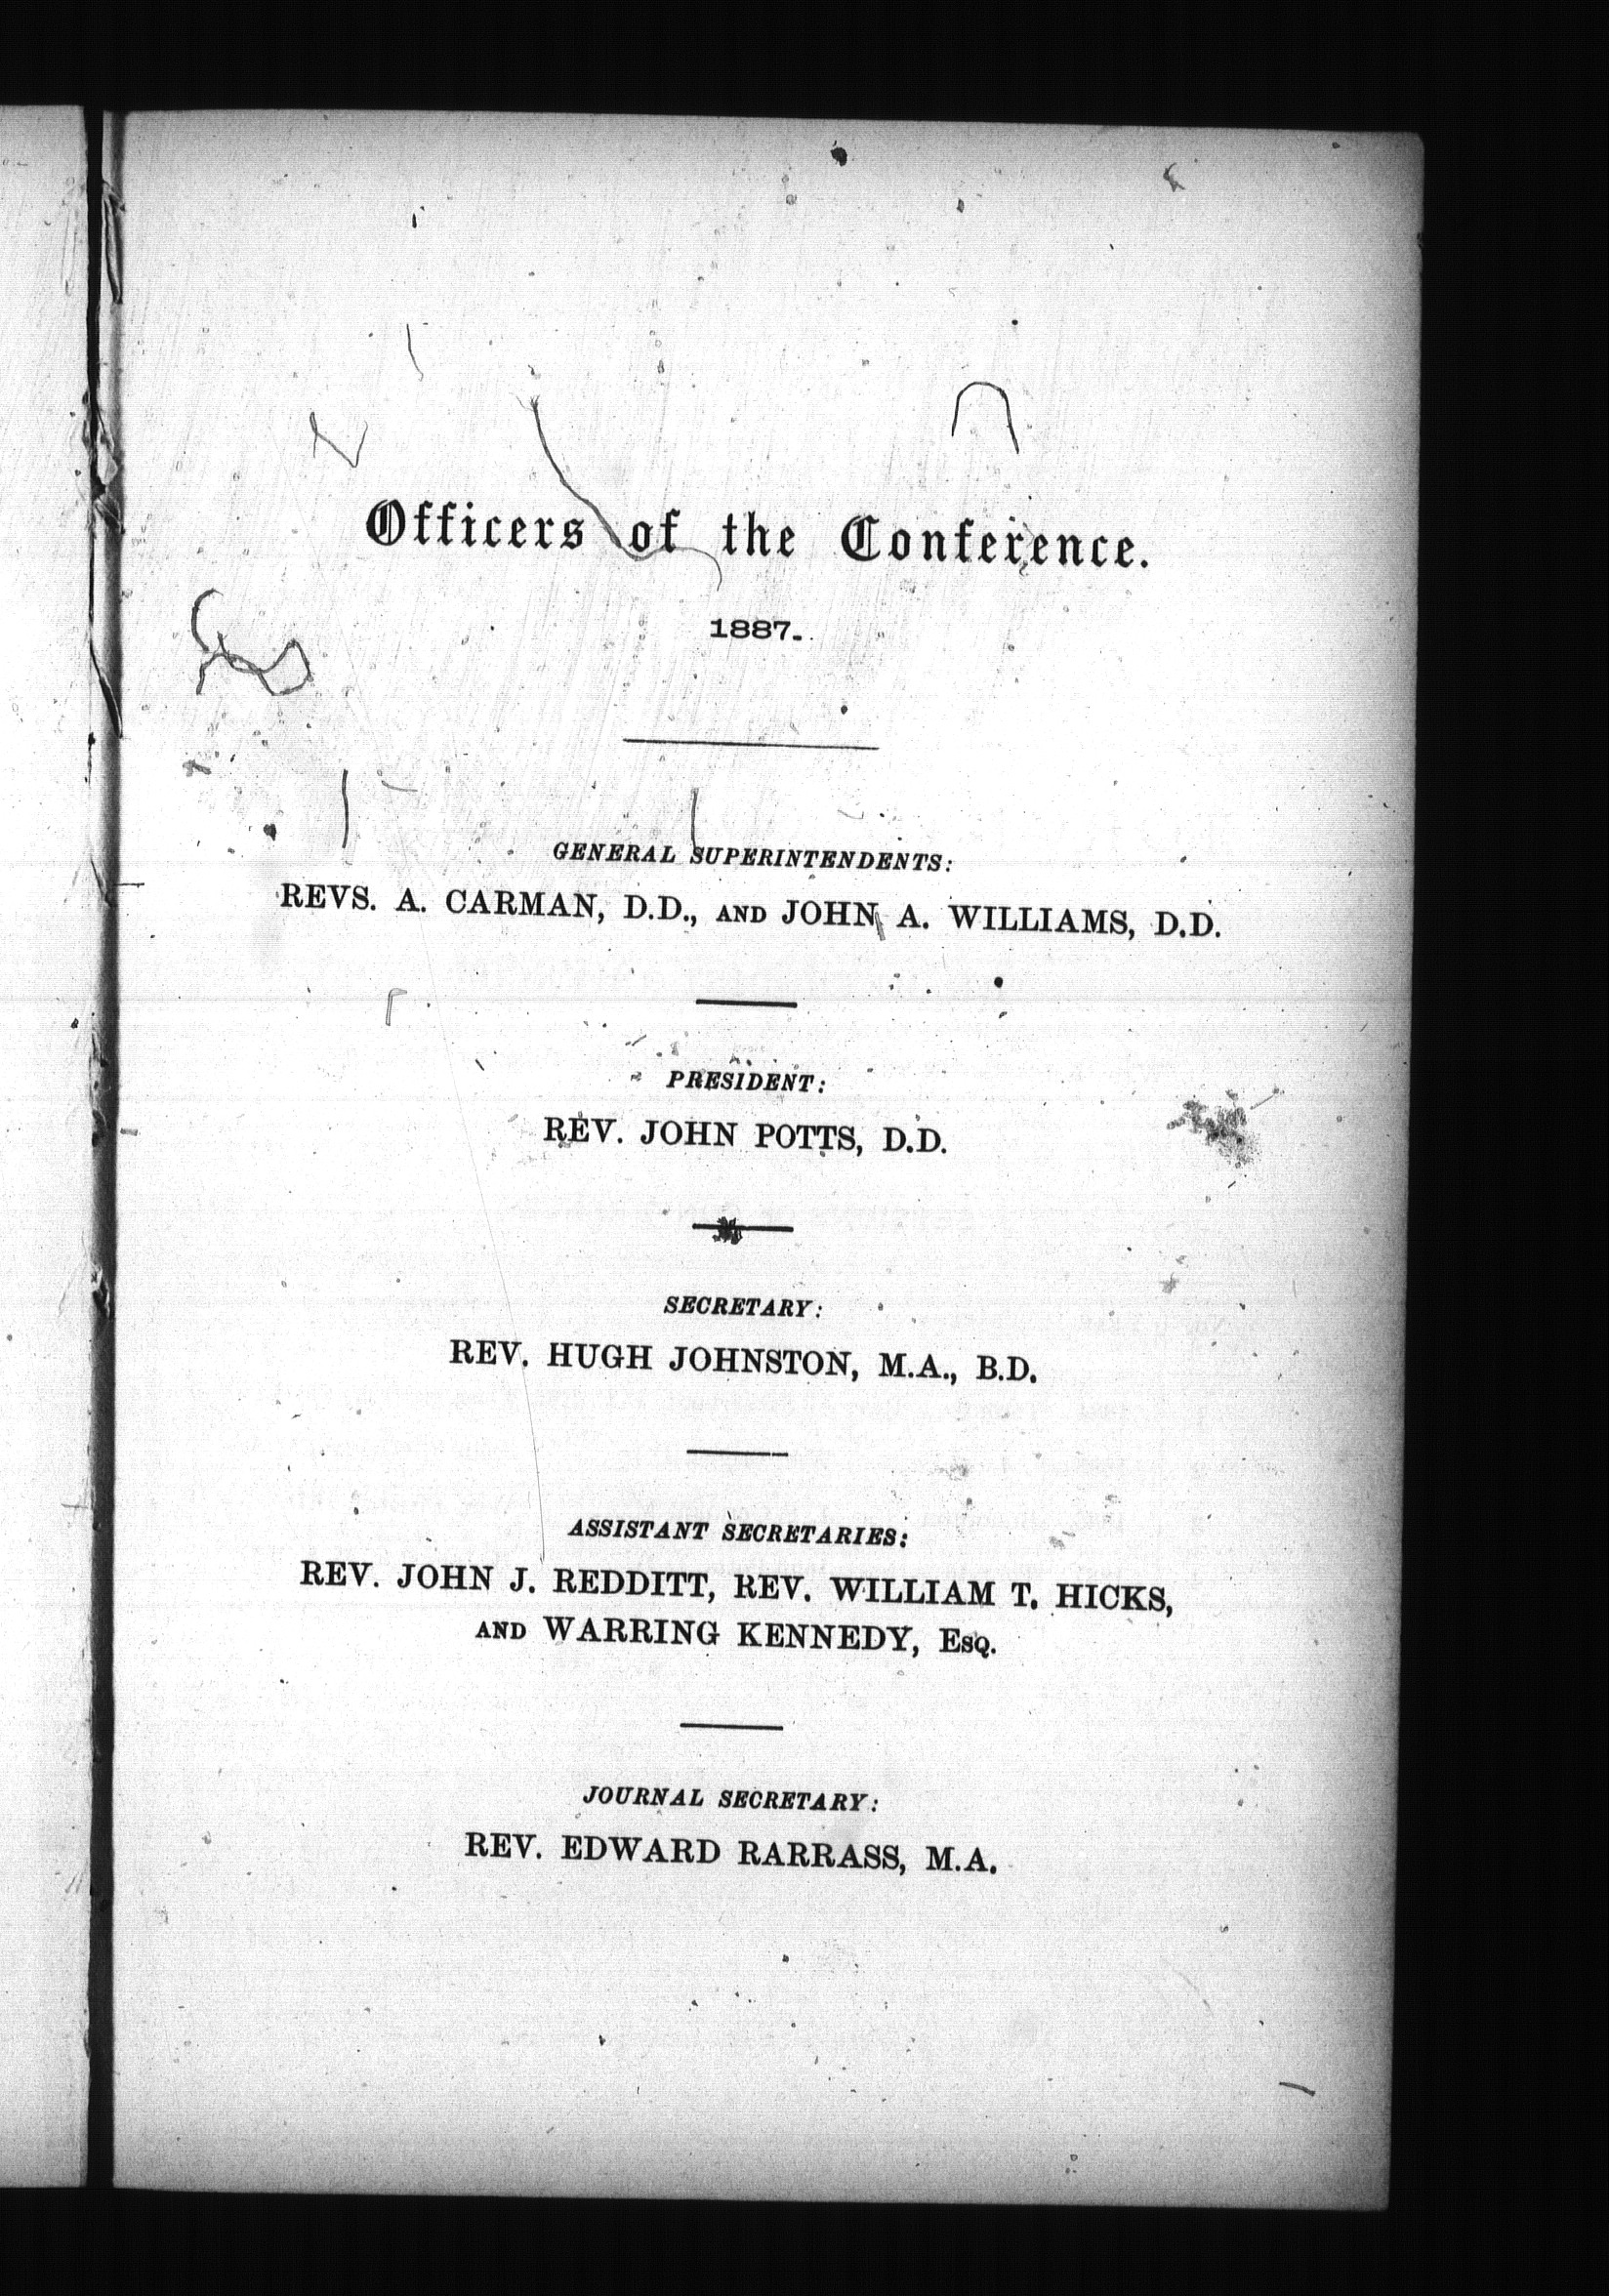 Officers of the Conference.
1887.
GENERAL SUPERINTENDENTS:
REVS. A. CARMAN, D.D., AND JOHN A. WILLIAMS, D.D.
PRESIDENT:
REV. JOHN POTTS, D.D.
SECRETARY:
REV. HUGH JOHNSTON, M.A., B.D.
ASSISTANT SECRETARIES:
REV. JOHN J. REDDITT, REV. WILLIAM T. HICKS,
AND WARRING KENNEDY, ESQ.
JOURNAL SECRETARY:
REV. EDWARD RARRASS, M.A.